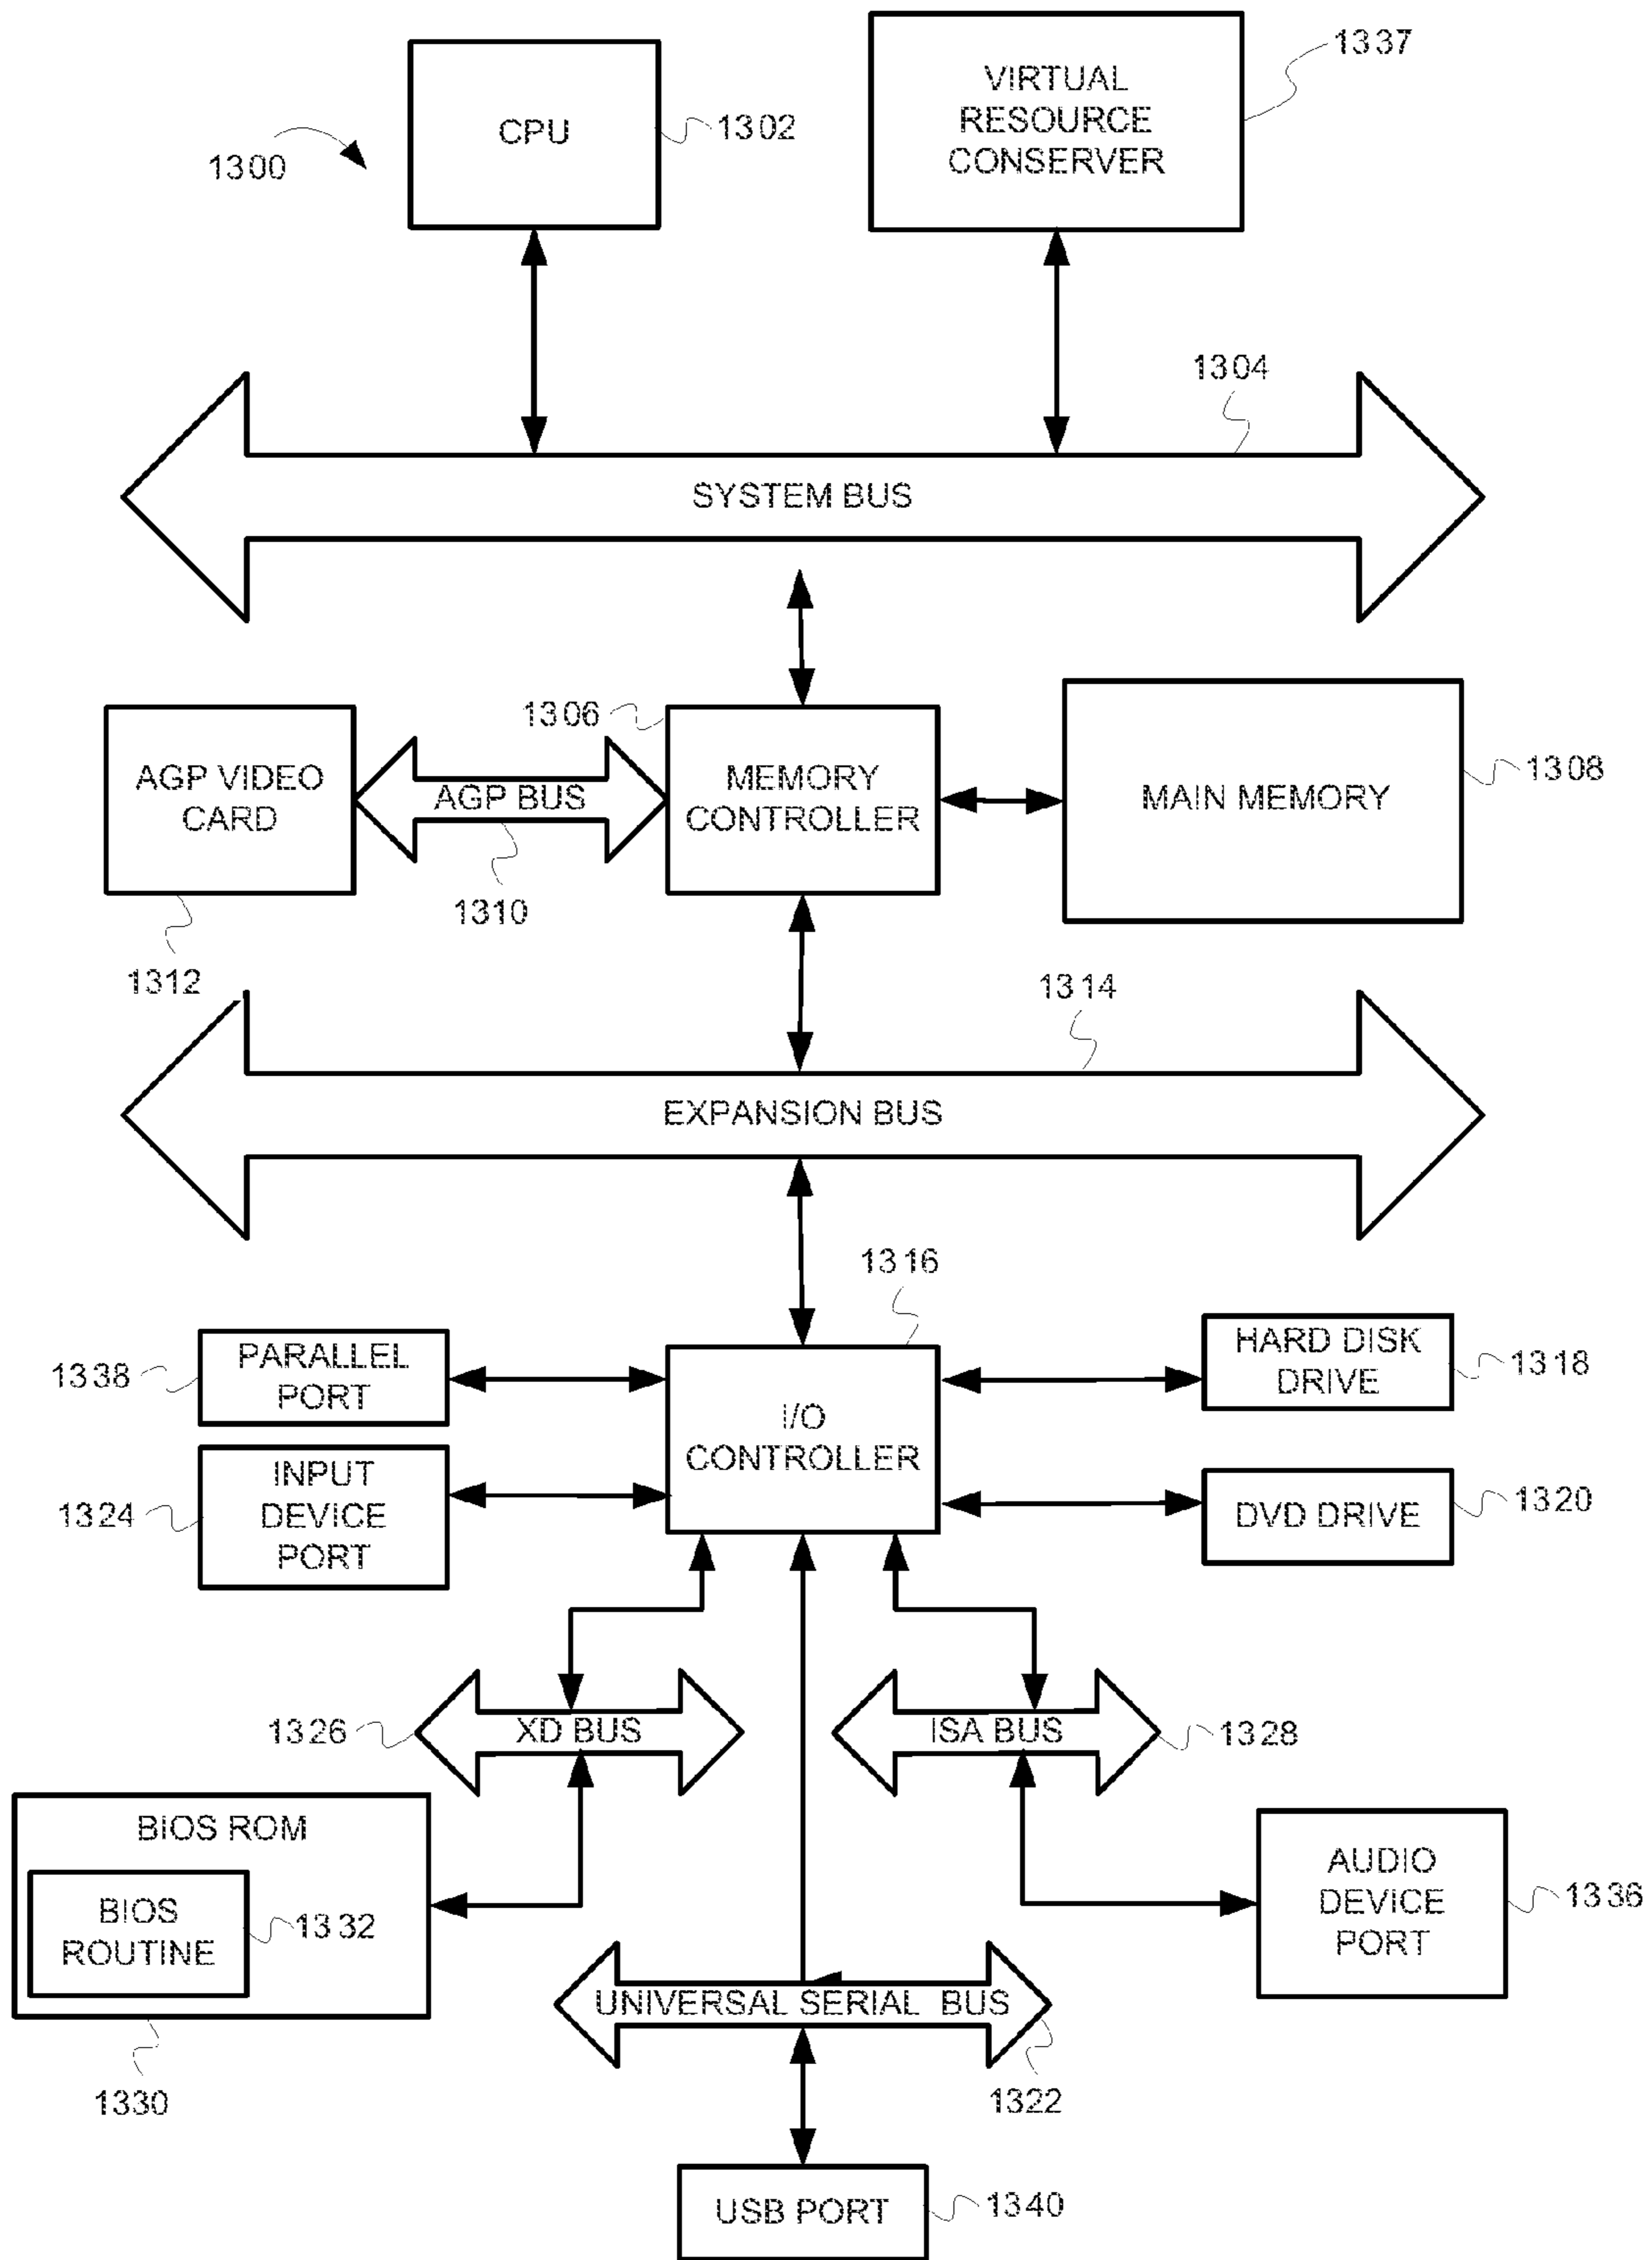 1337
VIRTUAL
RESOURCE
CONSERVER
CPU
1302
1300
1304
SYSTEM BUS
1306
AGP VIDEO
CARD
AGP BUS
MEMORY
CONTROLLER
MAIN MEMORY
1308
1310
1312
1314
EXPANSION BUS
1316
PARALLEL
PORT
1338
HARD DISK
DRIVE
1318
I/O
CONTROLLER
INPUT
DEVICE
PORT
1324
DVD DRIVE
1320
1326
XD BUS
ISA BUS
1328
BIOS ROM
BIOS
ROUTINE
1332
AUDIO
DEVICE
PORT
1336
UNIVERSAL SERIAL BUS
1330
1322
USB PORT
1340